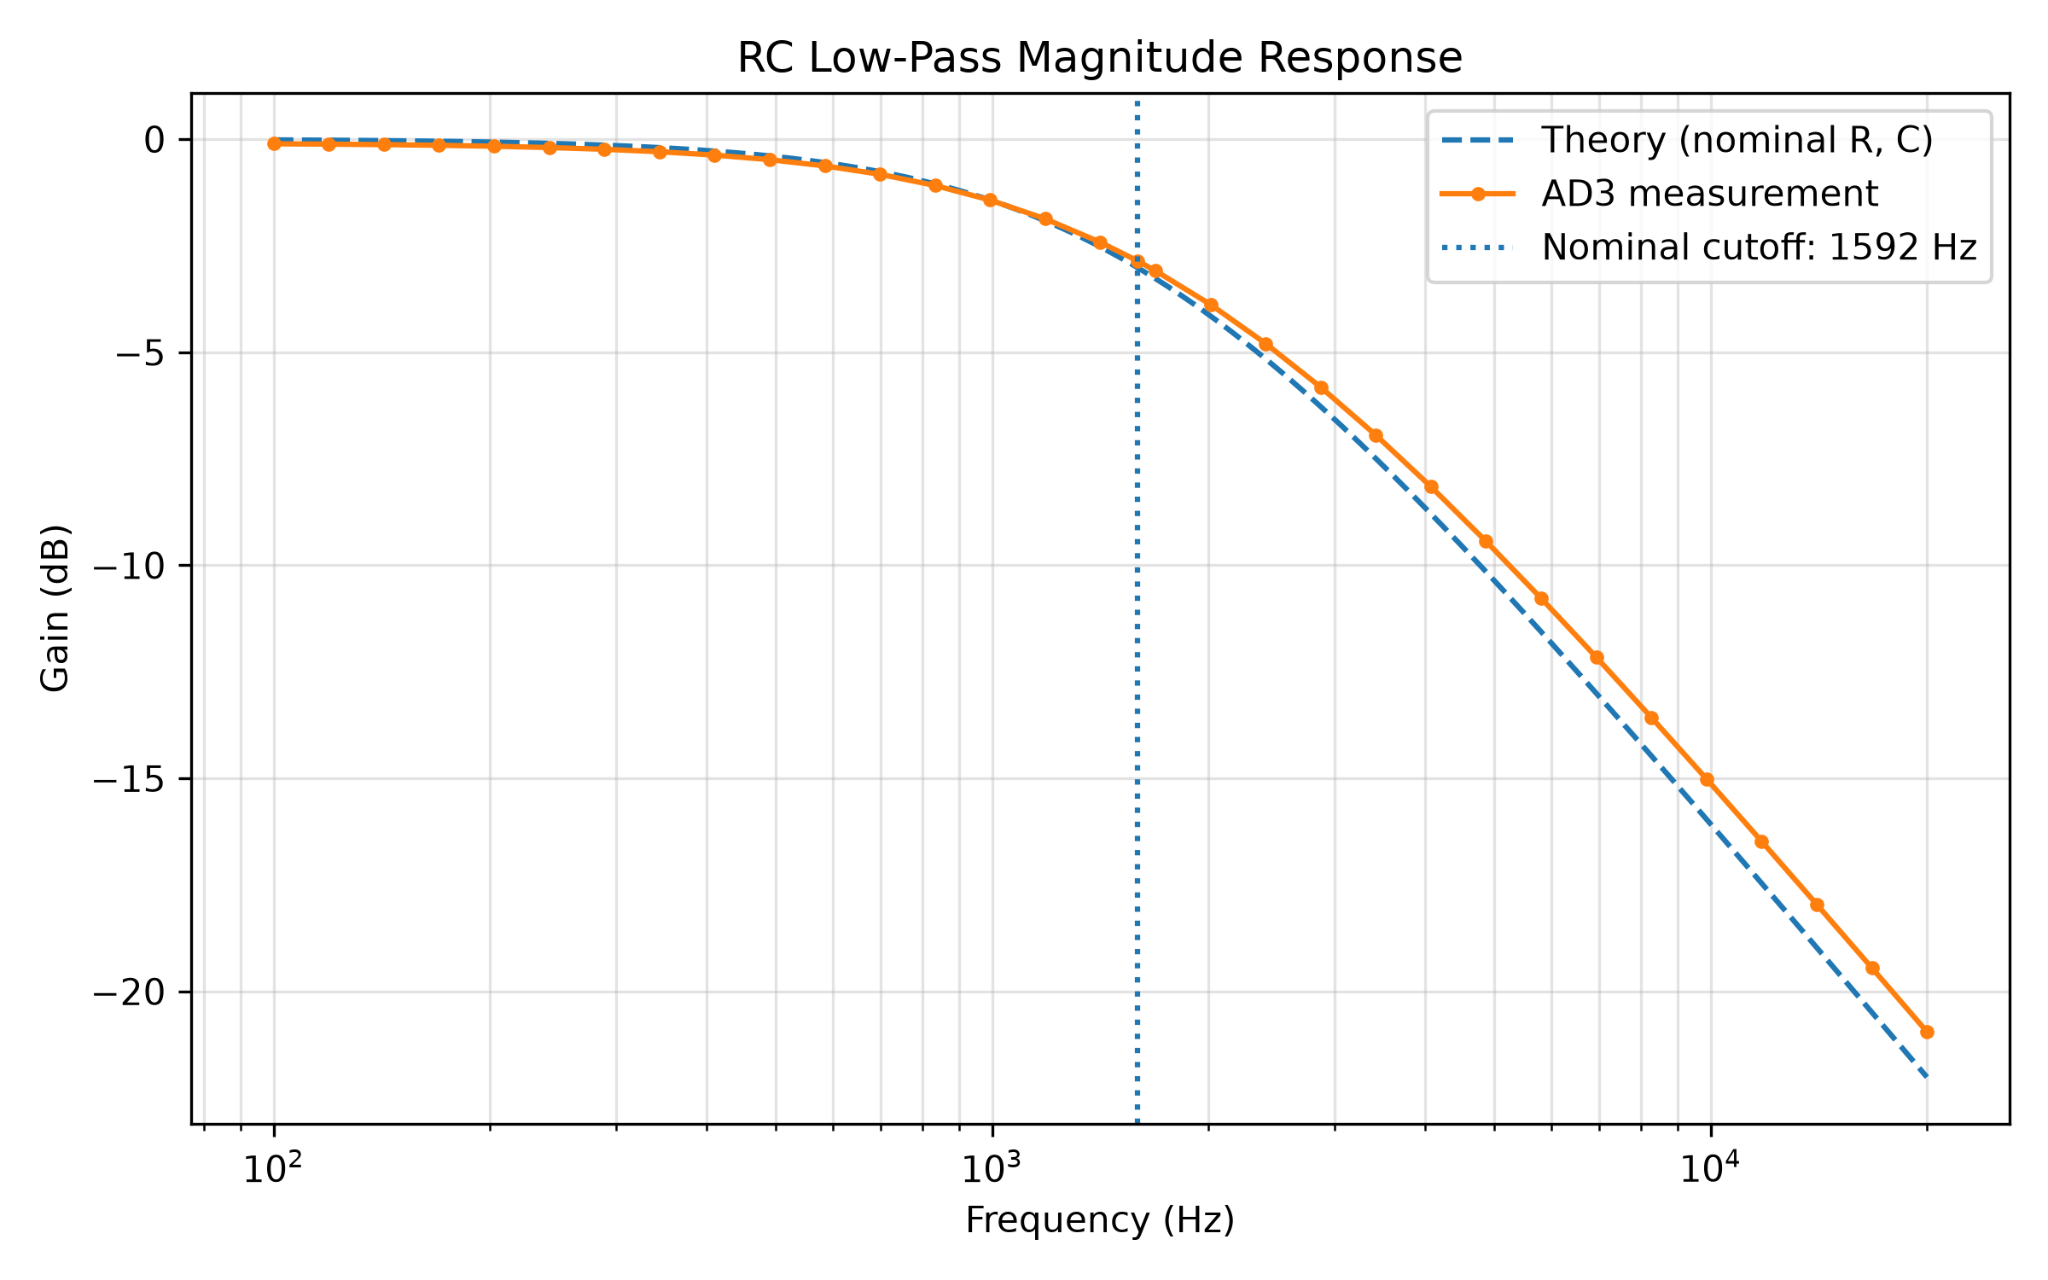 RC Low-Pass Magnitude Response
Theory (nominal R, C)
AD3 measurement
Nominal cutoff: 1592 Hz
Gain (dB)
0
−5
−10
−15
−20
10² 10³ 10⁴
Frequency (Hz)